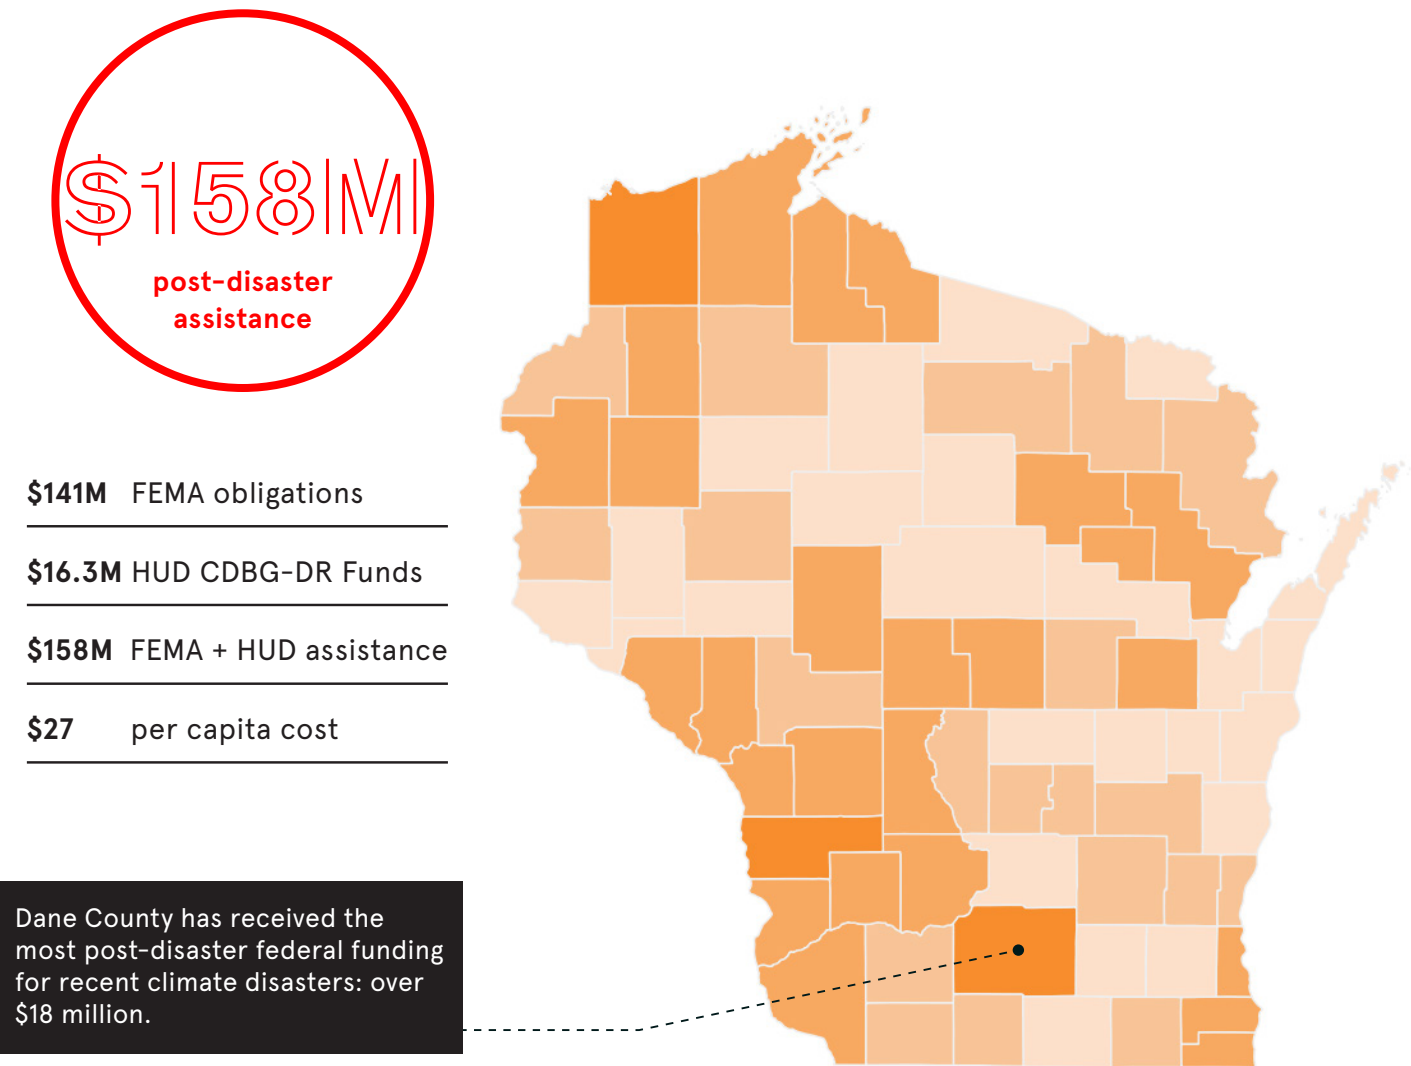 $158M
post-disaster
assistance
$141M FEMA obligations
$16.3M HUD CDBG-DR Funds
$158M FEMA + HUD assistance
$27 per capita cost
Dane County has received the
most post-disaster federal funding
for recent climate disasters: over
$18 million.